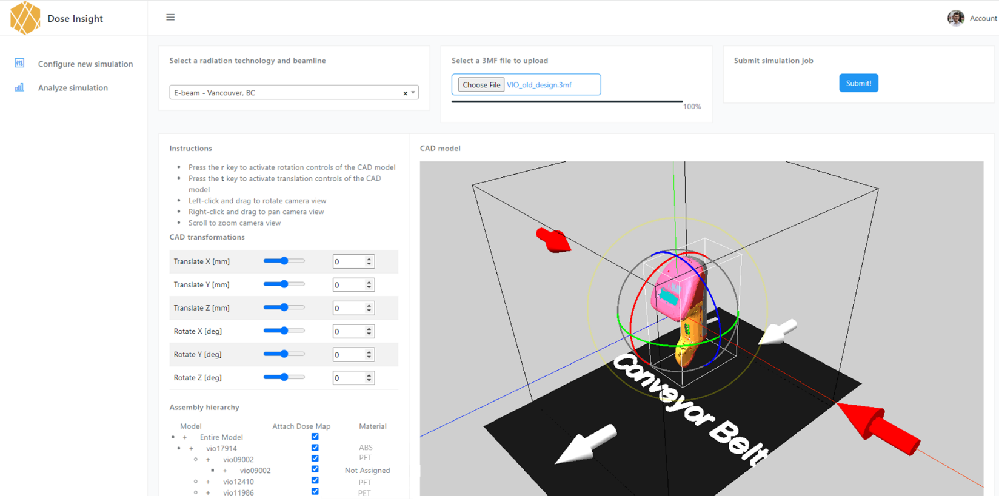 Dose Insight
Account
Configure new simulation
Analyze simulation
Select a radiation technology and beamline
E-beam - Vancouver, BC
×
Select a 3MF file to upload
Choose File VIO_old_design.3mf
100%
Submit simulation job
Submit!
Instructions
Press the r key to activate rotation controls of the CAD model
Press the t key to activate translation controls of the CAD
model
Left-click and drag to rotate camera view
Right-click and drag to pan camera view
Scroll to zoom camera view
CAD transformations
Translate X [mm] 0
Translate Y [mm] 0
Translate Z [mm] 0
Rotate X [deg] 0
Rotate Y [deg] 0
Rotate Z [deg] 0
Assembly hierarchy
Model Attach Dose Map Material
+ Entire Model
+ vio17914 ABS
+ vio09002 PET
+ vio09002 Not Assigned
+ vio12410 PET
+ vio11986 PET
CAD model
Conveyor Belt